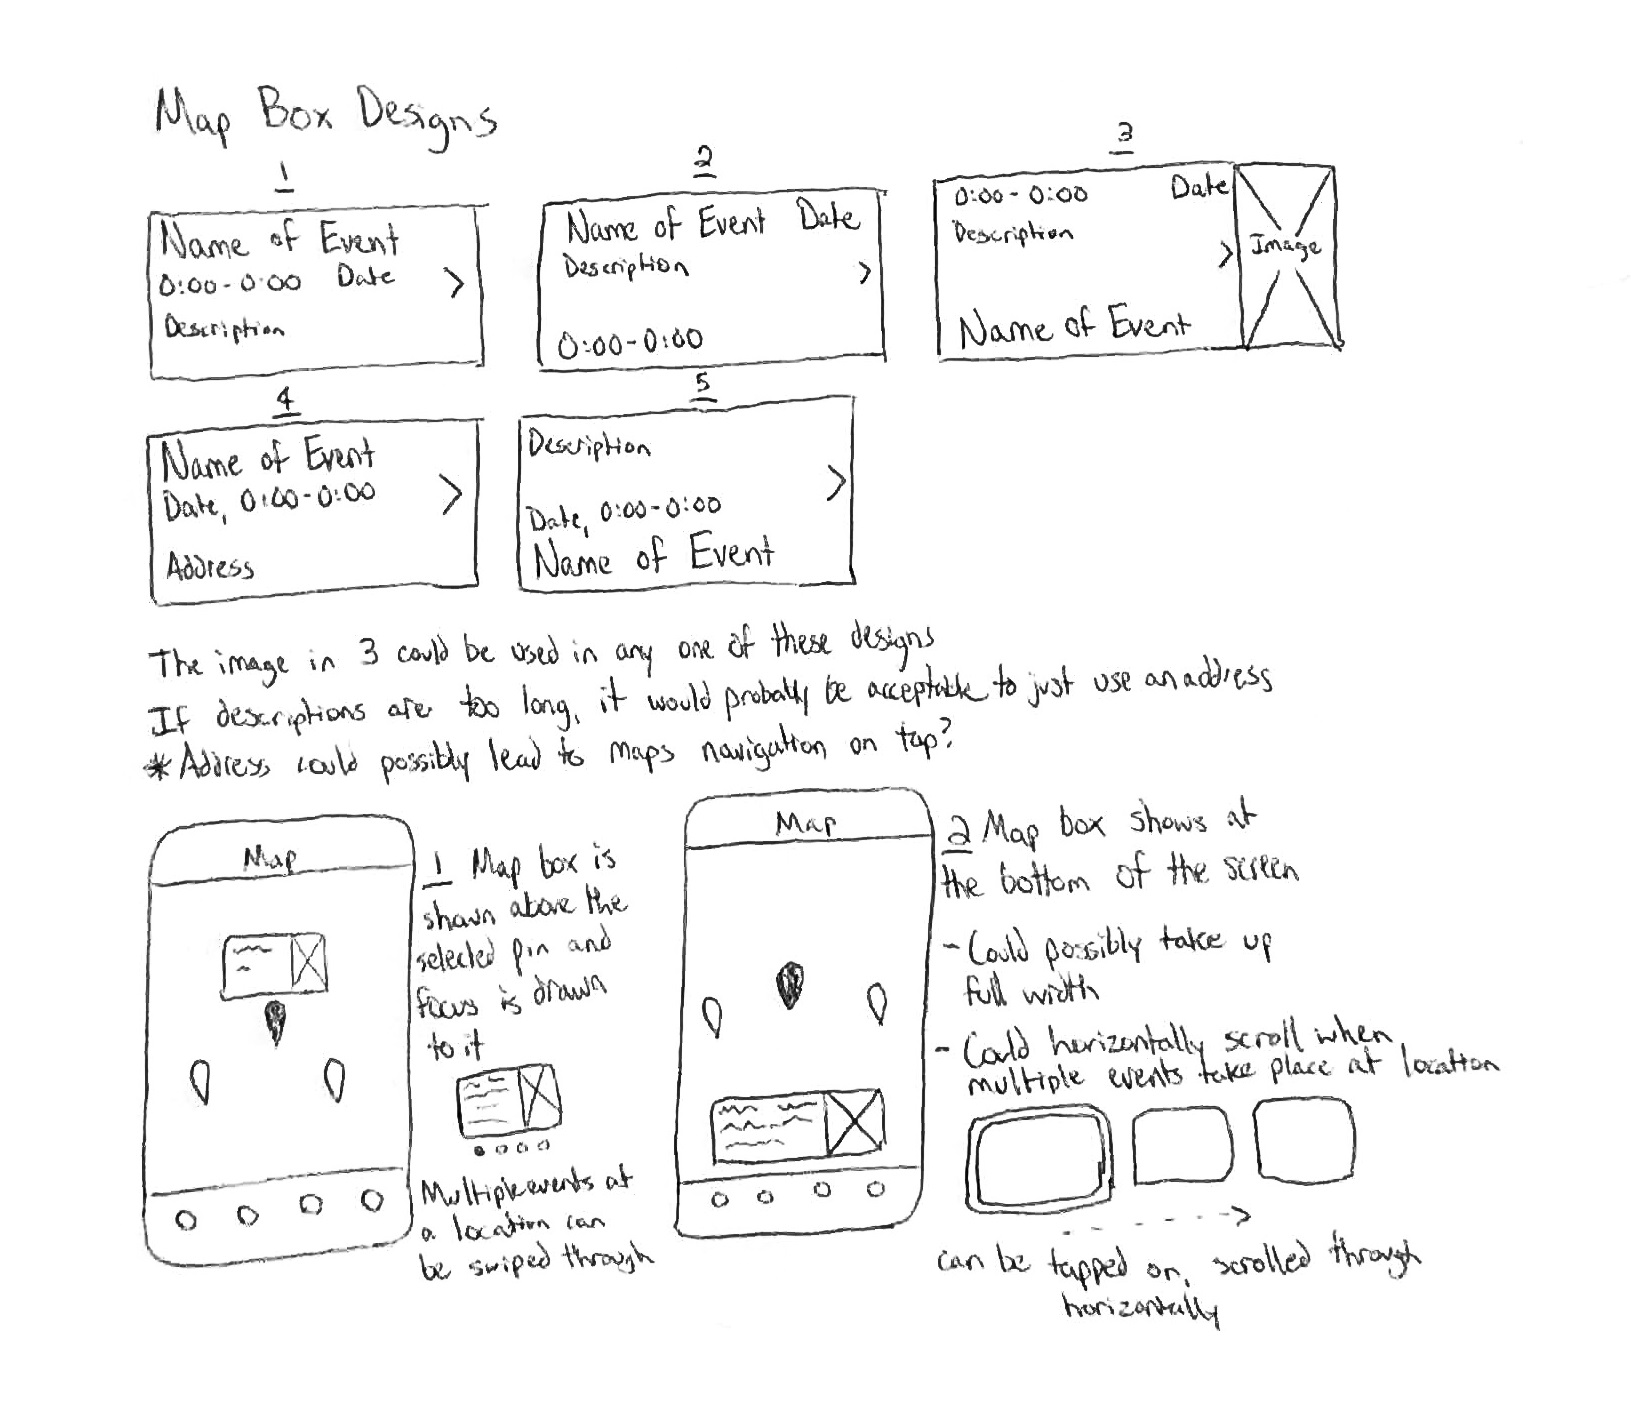 Map Box Designs
1
Name of Event
0:00 - 0:00 Date
>
Description
2
Name of Event Date
Description
>
0:00-0:00
3
0:00 - 0:00 Date
Description
>
Image
Name of Event
4
Name of Event
Date, 0:00-0:00
>
Address
5
Description
>
Date, 0:00-0:00
Name of Event
The image in 3 could be used in any one of these designs
If descriptions are too long, it would probably be acceptable to just use an address
* Address could possibly lead to maps navigation on tap?
Map
1 Map box is
shown above the
selected pin and
focus is drawn
to it
Multiple events at
a location can
be swiped through
Map
2 Map box shows at
the bottom of the screen
- Could possibly take up
full width
- Could horizontally scroll when
multiple events take place at location
can be tapped on, scrolled through
horizontally